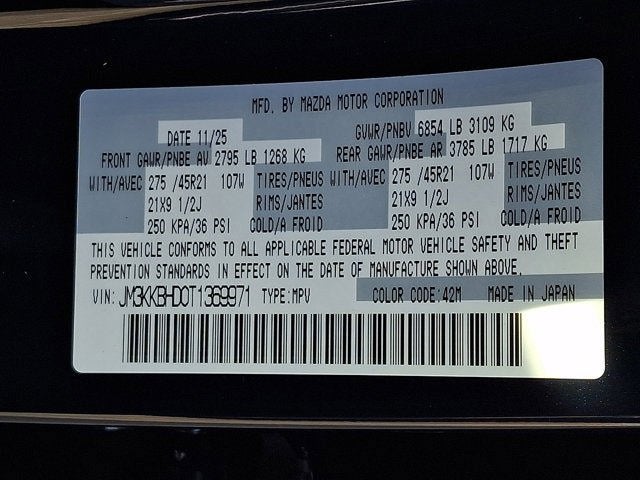 MFD. BY MAZDA MOTOR CORPORATION
DATE 11/25 GVWR/PNBV 6854 LB 3109 KG
FRONT GAWR/PNBE AV 2795 LB 1268 KG REAR GAWR/PNBE AR 3785 LB 1717 KG
WITH/AVEC 275 /45R21 107W TIRES/PNEUS WITH/AVEC 275 /45R21 107W TIRES/PNEUS
21X9 1/2J RIMS/JANTES 21X9 1/2J RIMS/JANTES
250 KPA/36 PSI COLD/A FROID 250 KPA/36 PSI COLD/A FROID
THIS VEHICLE CONFORMS TO ALL APPLICABLE FEDERAL MOTOR VEHICLE SAFETY AND THEFT
PREVENTION STANDARDS IN EFFECT ON THE DATE OF MANUFACTURE SHOWN ABOVE.
VIN: JM3KKBHD0T1369971 TYPE:MPV COLOR CODE:42M MADE IN JAPAN